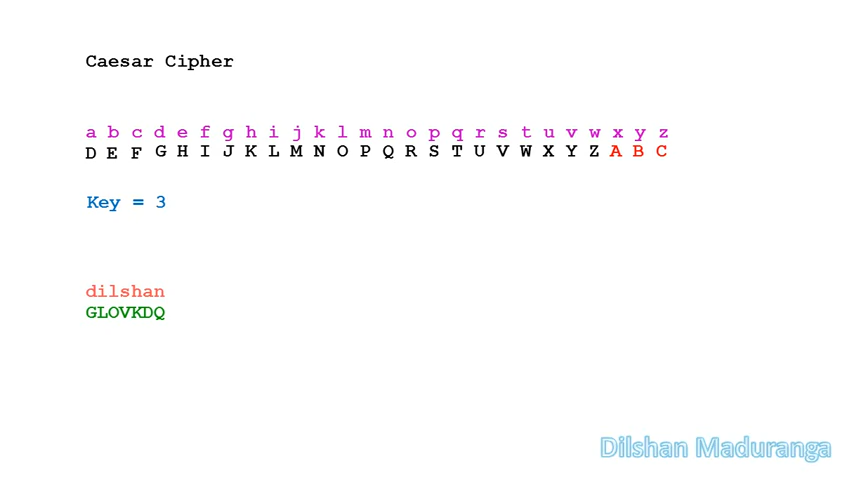 Caesar Cipher
a b c d e f g h i j k l m n o p q r s t u v w x y z
D E F G H I J K L M N O P Q R S T U V W X Y Z A B C
Key = 3
dilshan
GLOVKDQ
Dilshan Maduranga